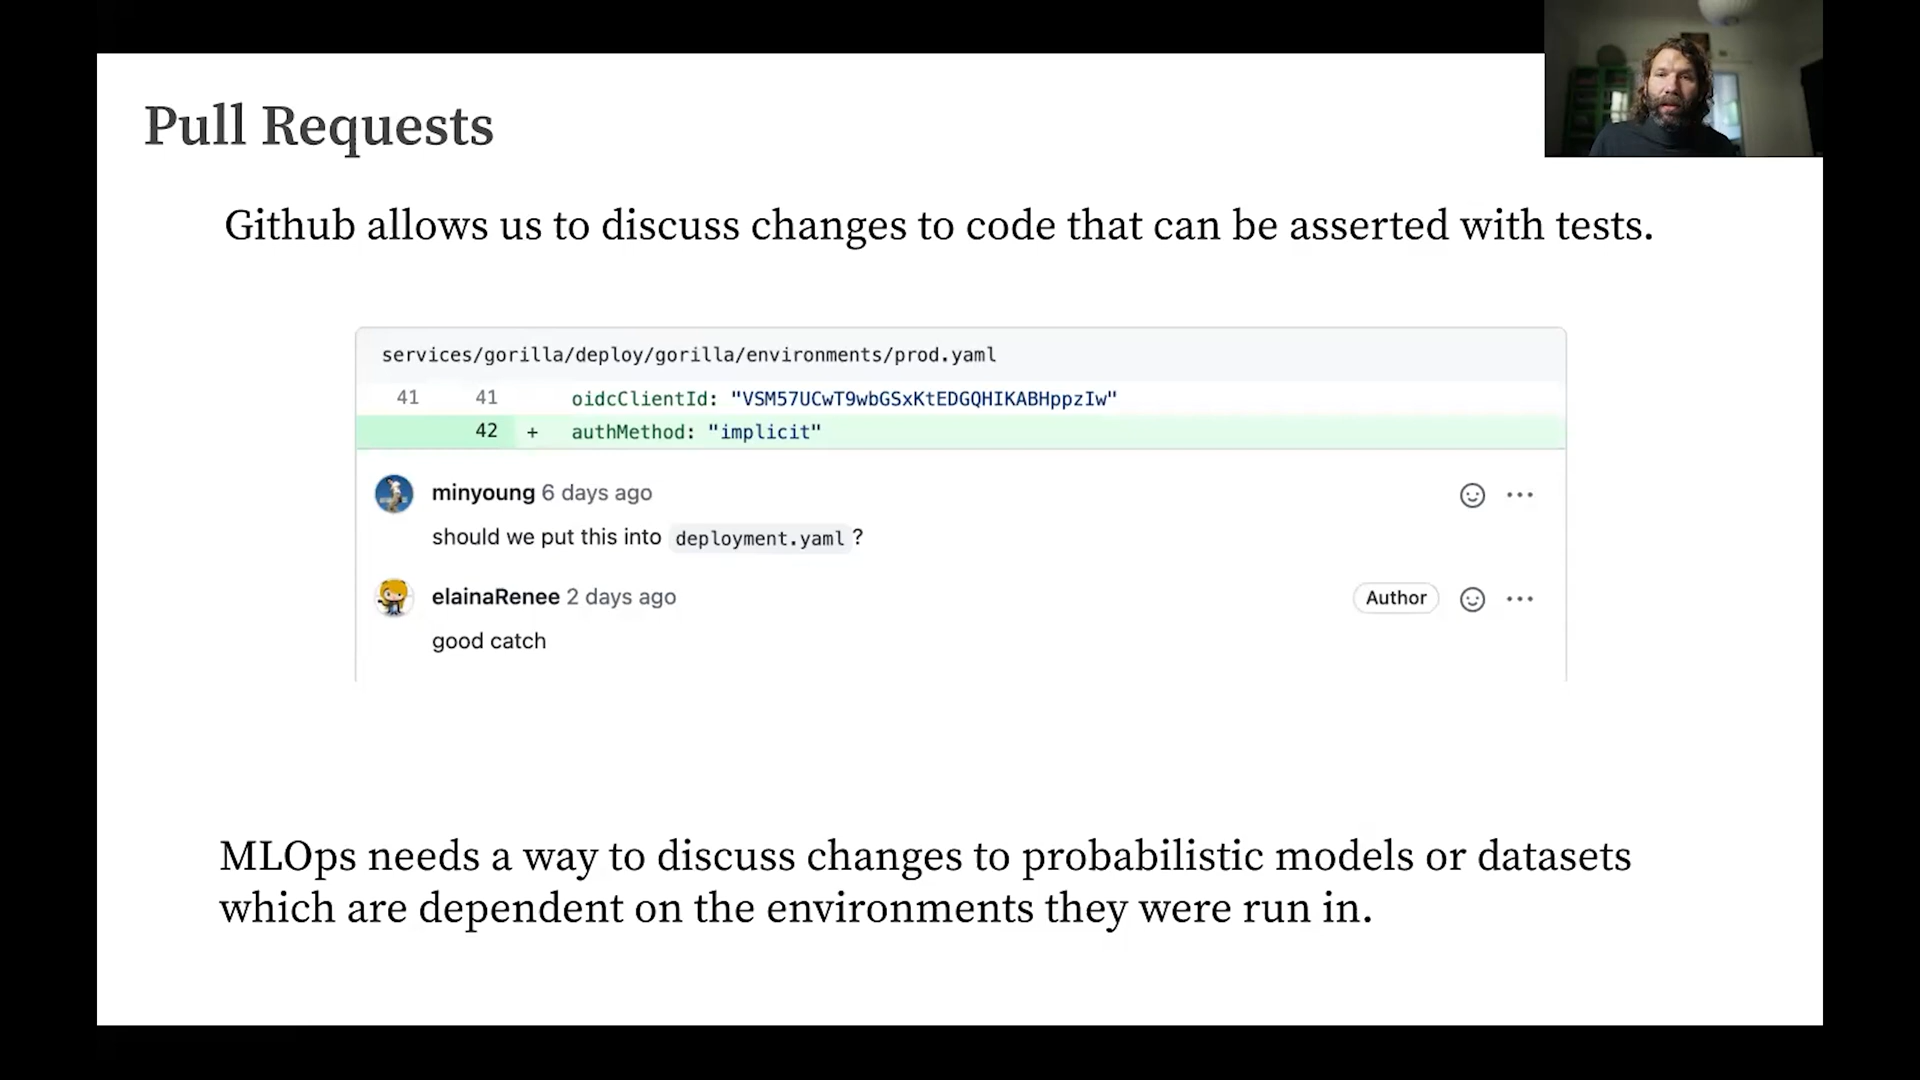 Pull Requests
Github allows us to discuss changes to code that can be asserted with tests.
services/gorilla/deploy/gorilla/environments/prod.yaml
41 41 oidcClientId: "VSM57UCwT9wbGSxKtEDGQHIKABHppzIw"
42 + authMethod: "implicit"
minyoung 6 days ago
should we put this into deployment.yaml ?
elainaRenee 2 days ago Author
good catch
MLOps needs a way to discuss changes to probabilistic models or datasets
which are dependent on the environments they were run in.